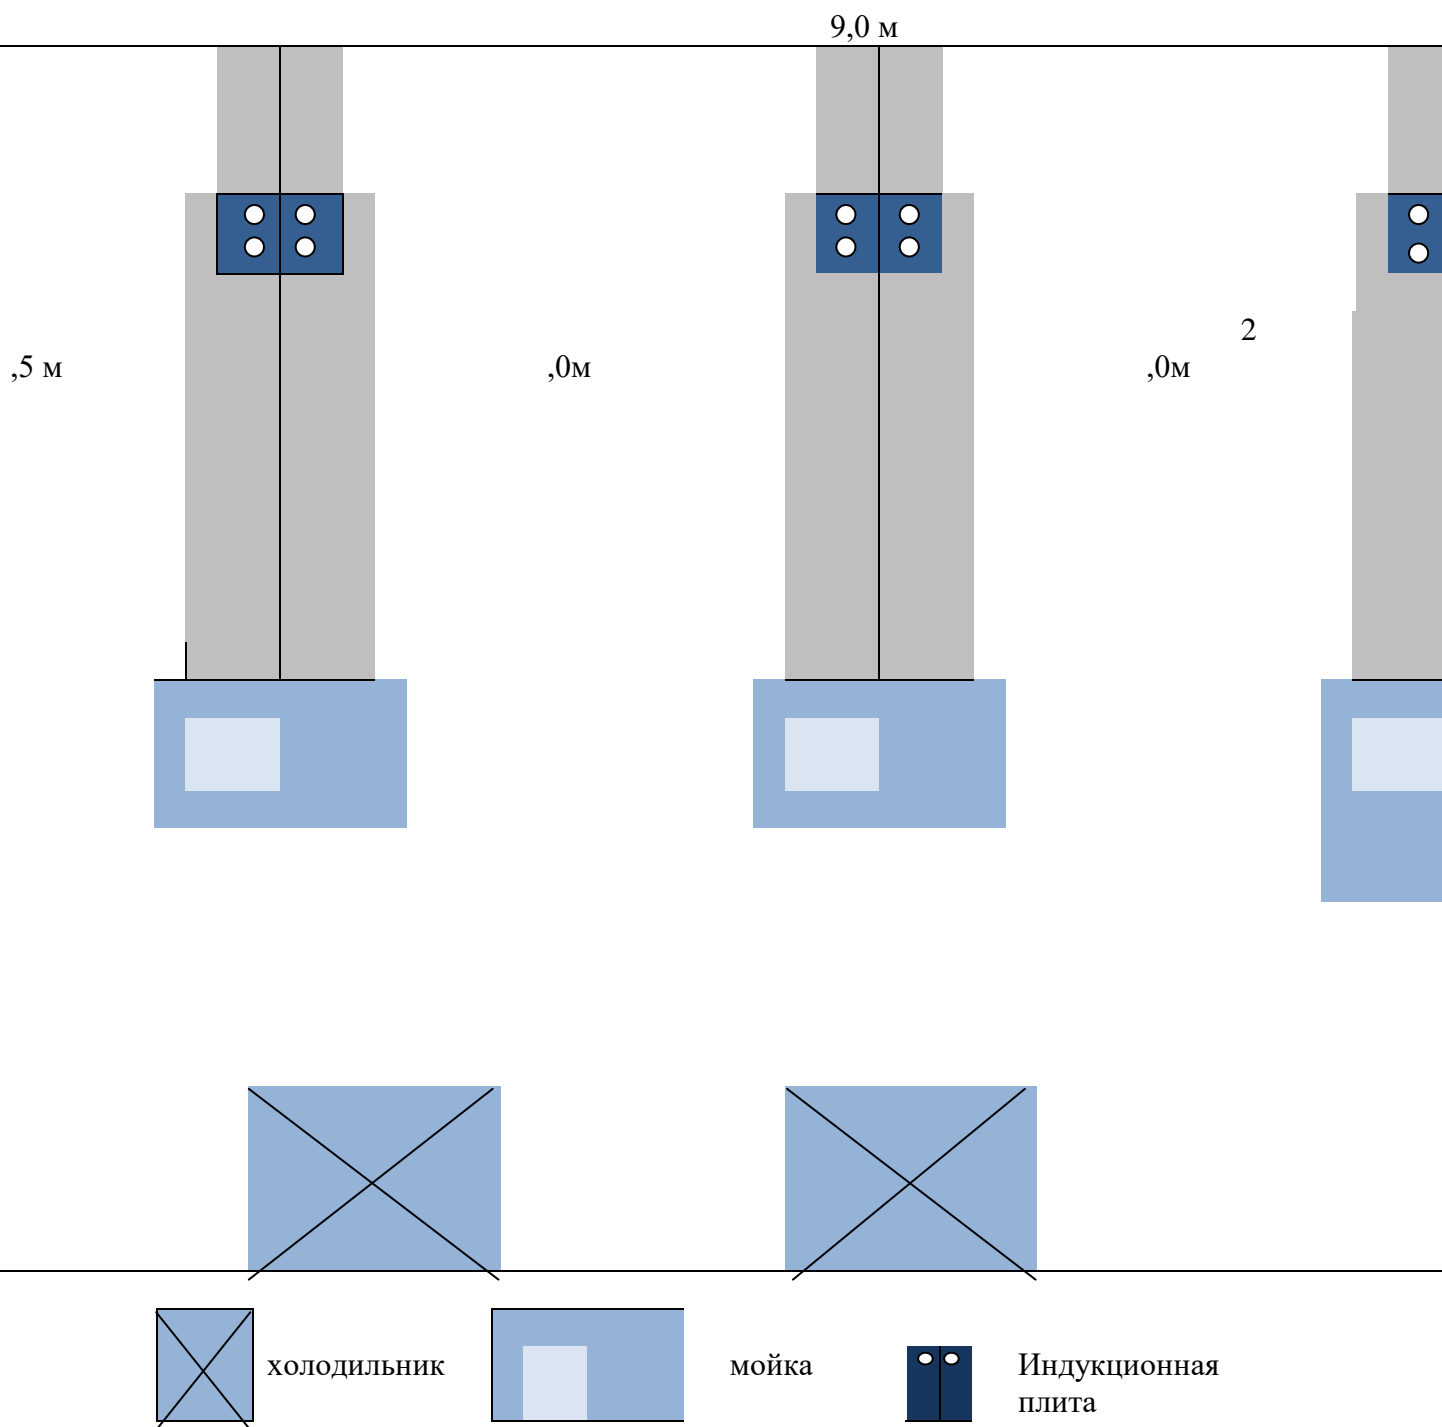 9,0 м
2
,5 м
,0м
,0м
холодильник
мойка
Индукционная
плита